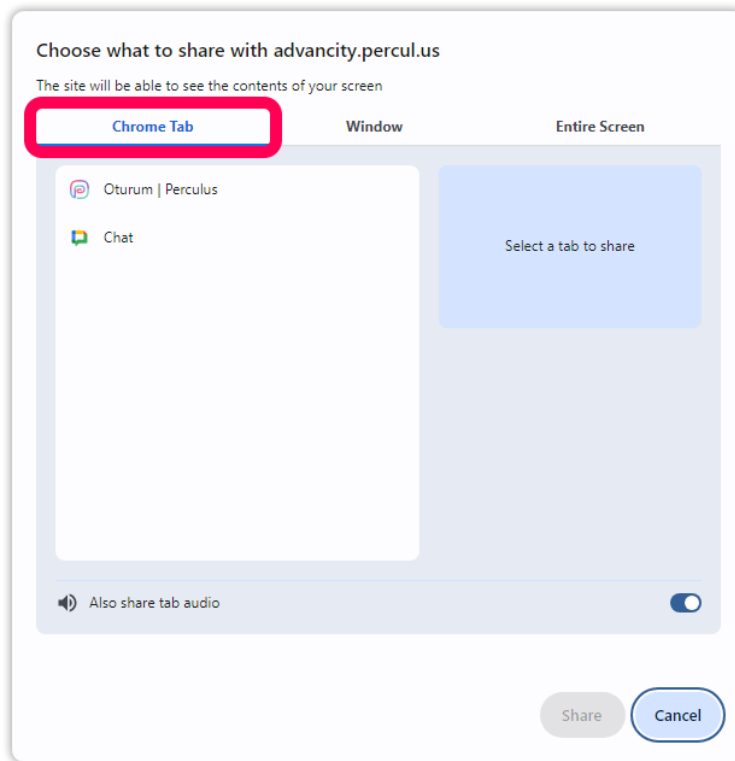 Choose what to share with advancity.percul.us
The site will be able to see the contents of your screen
Chrome Tab
Window
Entire Screen
Oturum | Perculus
Chat
Select a tab to share
Also share tab audio
Share
Cancel